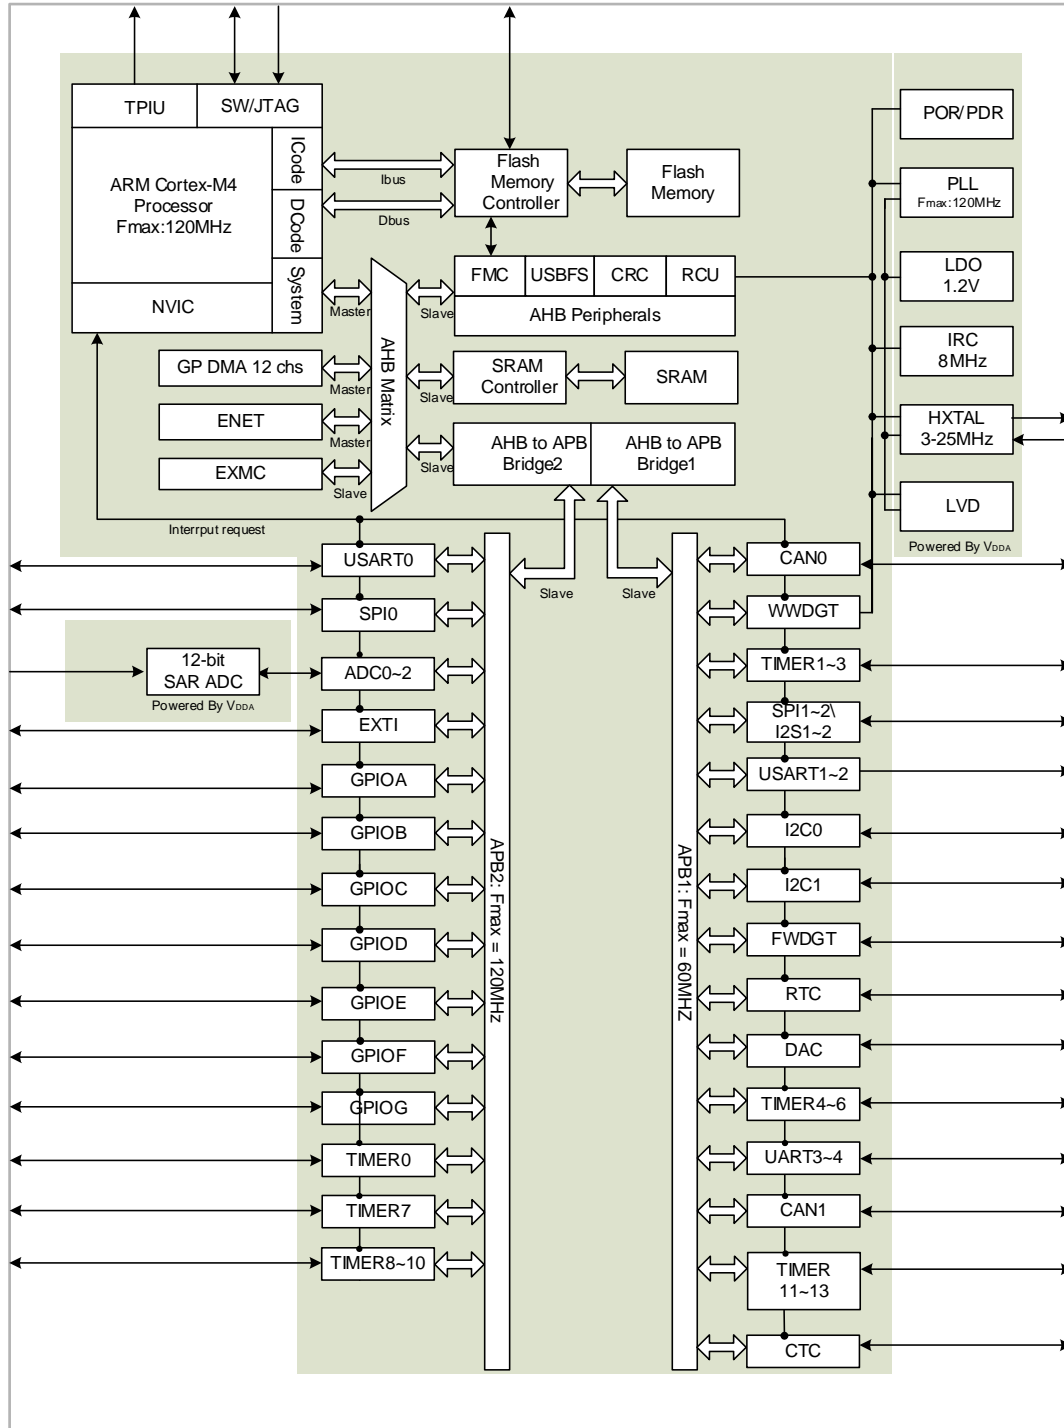 TPIU
SW/JTAG
POR/PDR
ARM Cortex-M4
Processor
Fmax:120MHz
ICode
DCode
System
NVIC
Ibus
Dbus
Flash
Memory
Controller
Flash
Memory
PLL
Fmax:120MHz
FMC
USBFS
CRC
RCU
AHB Peripherals
LDO
1.2V
Master
Slave
AHB Matrix
IRC
8MHz
GP DMA 12 chs
Master
Slave
SRAM
Controller
SRAM
ENET
Master
HXTAL
3-25MHz
EXMC
Slave
Slave
AHB to APB
Bridge2
AHB to APB
Bridge1
LVD
Powered By VDDA
Interrput request
Slave
Slave
USART0
SPI0
12-bit
SAR ADC
Powered By VDDA
ADC0~2
EXTI
GPIOA
GPIOB
GPIOC
GPIOD
GPIOE
GPIOF
GPIOG
TIMER0
TIMER7
TIMER8~10
APB2: Fmax = 120MHz
APB1: Fmax = 60MHZ
CAN0
WWDGT
TIMER1~3
SPI1~2\
I2S1~2
USART1~2
I2C0
I2C1
FWDGT
RTC
DAC
TIMER4~6
UART3~4
CAN1
TIMER
11~13
CTC